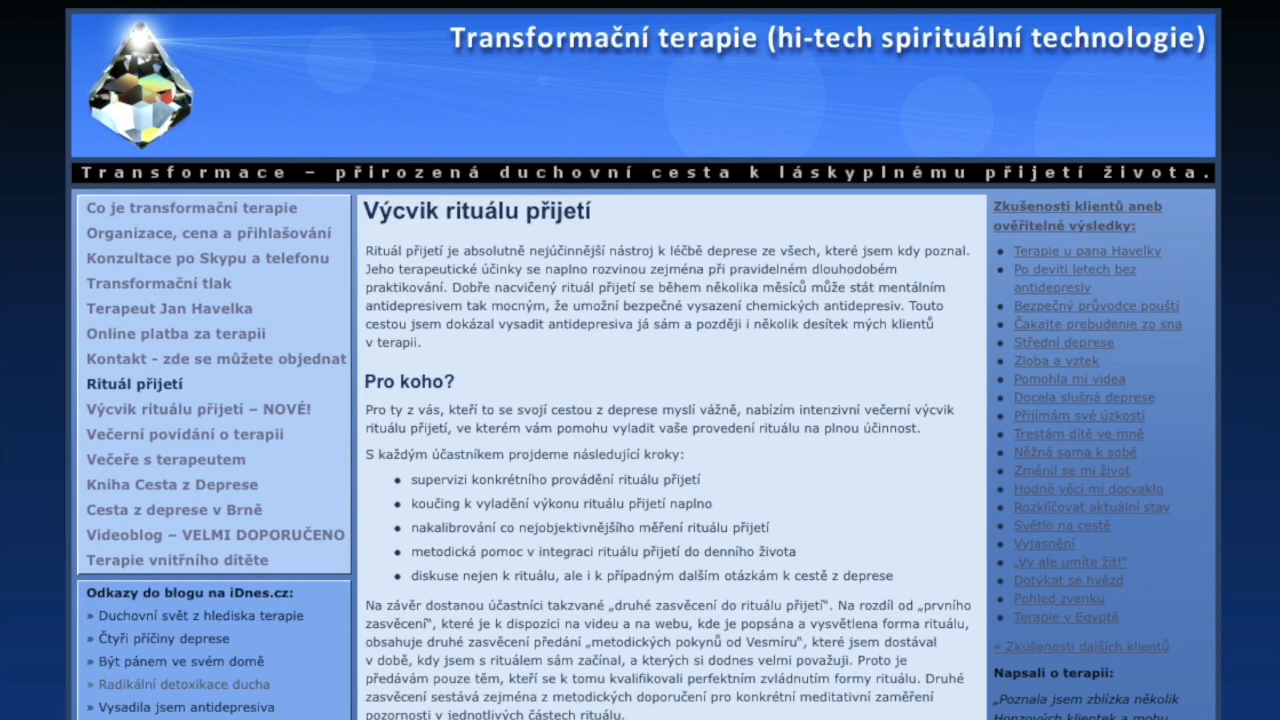 Transformační terapie (hi-tech spirituální technologie)
Transformace – přirozená duchovní cesta k láskyplnému přijetí života.
Co je transformační terapie
Organizace, cena a přihlašování
Konzultace po Skypu a telefonu
Transformační tlak
Terapeut Jan Havelka
Online platba za terapii
Kontakt - zde se můžete objednat
Rituál přijetí
Výcvik rituálu přijetí – NOVÉ!
Večerní povídání o terapii
Večeře s terapeutem
Kniha Cesta z Deprese
Cesta z deprese v Brně
Videoblog – VELMI DOPORUČENO
Terapie vnitřního dítěte
Odkazy do blogu na iDnes.cz:
» Duchovní svět z hlediska terapie
» Čtyři příčiny deprese
» Být pánem ve svém domě
» Radikální detoxikace ducha
» Vysadila jsem antidepresiva
Výcvik rituálu přijetí
Rituál přijetí je absolutně nejúčinnější nástroj k léčbě deprese ze všech, které jsem kdy poznal.
Jeho terapeutické účinky se naplno rozvinou zejména při pravidelném dlouhodobém
praktikování. Dobře nacvičený rituál přijetí se během několika měsíců může stát mentálním
antidepresivem tak mocným, že umožní bezpečné vysazení chemických antidepresiv. Touto
cestou jsem dokázal vysadit antidepresiva já sám a později i několik desítek mých klientů
v terapii.
Pro koho?
Pro ty z vás, kteří to se svojí cestou z deprese myslí vážně, nabízím intenzivní večerní výcvik
rituálu přijetí, ve kterém vám pomohu vyladit vaše provedení rituálu na plnou účinnost.
S každým účastníkem projdeme následující kroky:
• supervizi konkrétního provádění rituálu přijetí
• koučing k vyladění výkonu rituálu přijetí naplno
• nakalibrování co nejobjektivnějšího měření rituálu přijetí
• metodická pomoc v integraci rituálu přijetí do denního života
• diskuse nejen k rituálu, ale i k případným dalším otázkám k cestě z deprese
Na závěr dostanou účastníci takzvané „druhé zasvěcení do rituálu přijetí“. Na rozdíl od „prvního
zasvěcení“, které je k dispozici na videu a na webu, kde je popsána a vysvětlena forma rituálu,
obsahuje druhé zasvěcení předání „metodických pokynů od Vesmíru“, které jsem dostával
v době, kdy jsem s rituálem sám začínal, a kterých si dodnes velmi považuji. Proto je
předávám pouze těm, kteří se k tomu kvalifikovali perfektním zvládnutím formy rituálu. Druhé
zasvěcení sestává zejména z metodických doporučení pro konkrétní meditativní zaměření
pozornosti v jednotlivých částech rituálu.
Zkušenosti klientů aneb
ověřitelné výsledky:
• Terapie u pana Havelky
• Po devíti letech bez
antidepresiv
• Bezpečný průvodce pouští
• Čakajte prebudenie zo sna
• Střední deprese
• Zloba a vztek
• Pomohla mi videa
• Docela slušná deprese
• Přijímám své úzkosti
• Trestám dítě ve mně
• Něžná sama k sobě
• Změnil se mi život
• Hodně věcí mi docvaklo
• Rozklíčovat aktuální stav
• Světlo na cestě
• Vyjasnění
• „Vy ale umíte žít!“
• Dotýkat se hvězd
• Pohled zvenku
• Terapie v Egyptě
» Zkušenosti dalších klientů
Napsali o terapii:
„Poznala jsem zblízka několik
Honzových klientek a mohu